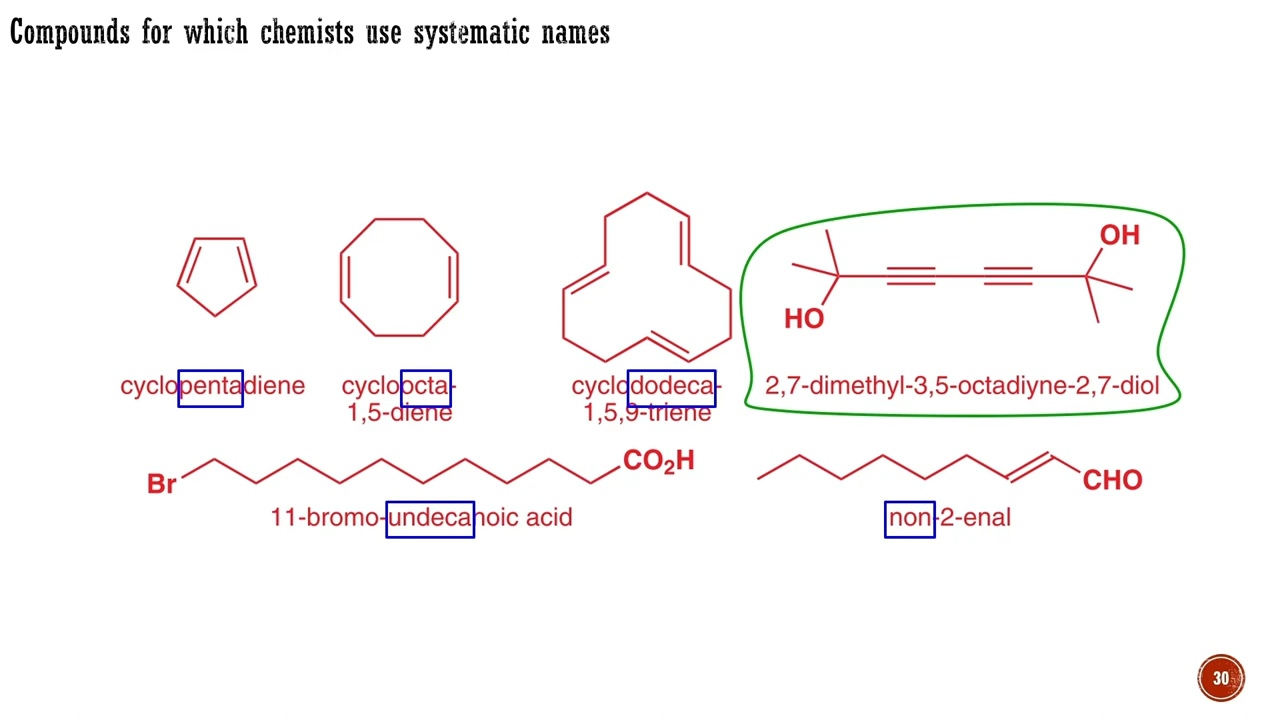 Compounds for which chemists use systematic names
OH
HO
cyclopentadiene
cycloocta-
1,5-diene
cyclododeca-
1,5,9-triene
2,7-dimethyl-3,5-octadiyne-2,7-diol
Br
CO₂H
11-bromo-undecanoic acid
CHO
non-2-enal
30